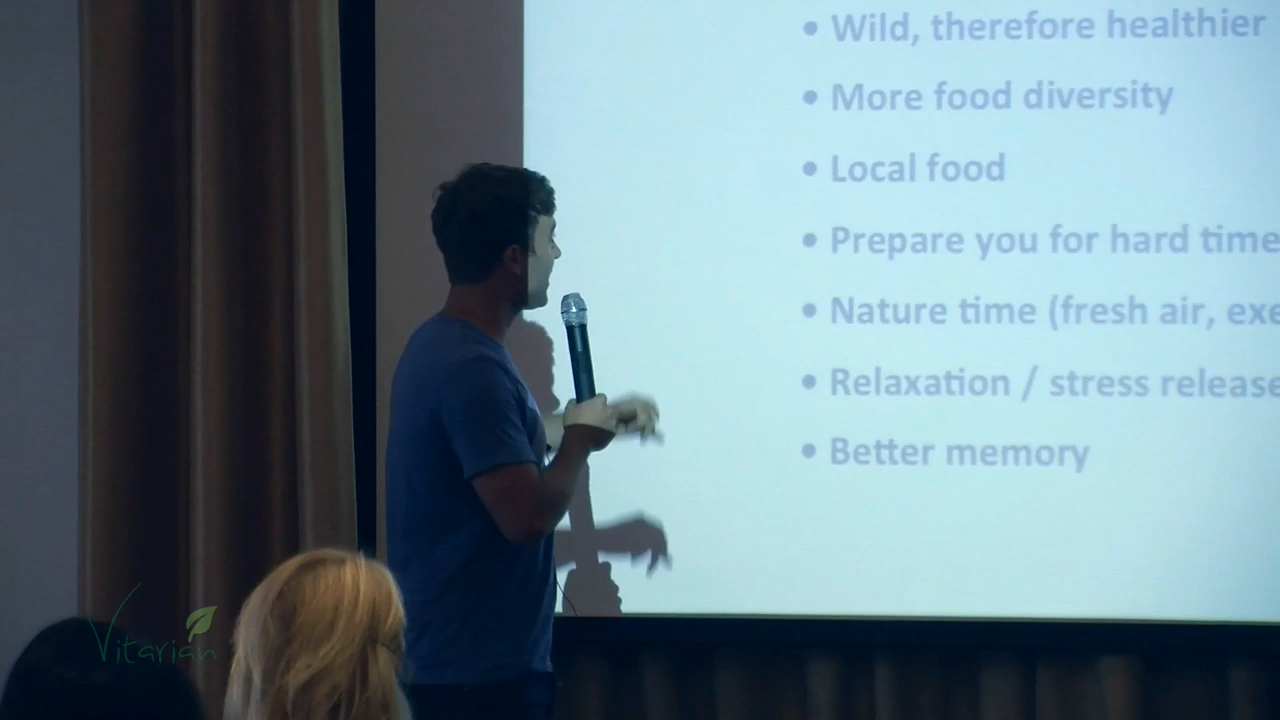 • Wild, therefore healthier
• More food diversity
• Local food
• Prepare you for hard time
• Nature time (fresh air, exe
• Relaxation / stress release
• Better memory
Vitarian